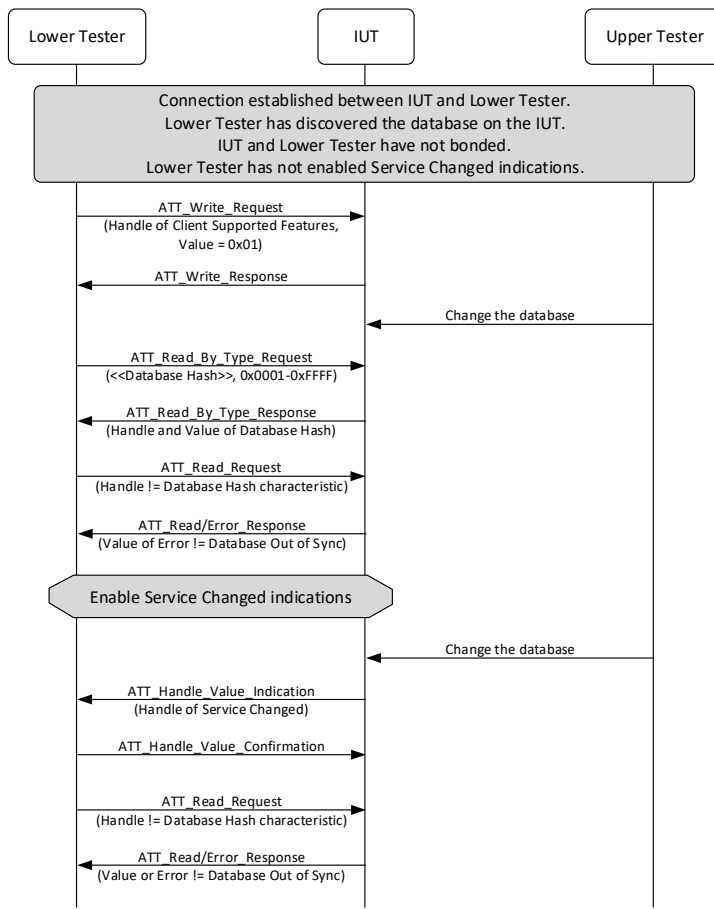 Lower Tester
IUT
Upper Tester
Connection established between IUT and Lower Tester.
Lower Tester has discovered the database on the IUT.
IUT and Lower Tester have not bonded.
Lower Tester has not enabled Service Changed indications.
ATT_Write_Request
(Handle of Client Supported Features,
Value = 0x01)
ATT_Write_Response
Change the database
ATT_Read_By_Type_Request
(<<Database Hash>>, 0x0001-0xFFFF)
ATT_Read_By_Type_Response
(Handle and Value of Database Hash)
ATT_Read_Request
(Handle != Database Hash characteristic)
ATT_Read/Error_Response
(Value of Error != Database Out of Sync)
Enable Service Changed indications
Change the database
ATT_Handle_Value_Indication
(Handle of Service Changed)
ATT_Handle_Value_Confirmation
ATT_Read_Request
(Handle != Database Hash characteristic)
ATT_Read/Error_Response
(Value or Error != Database Out of Sync)